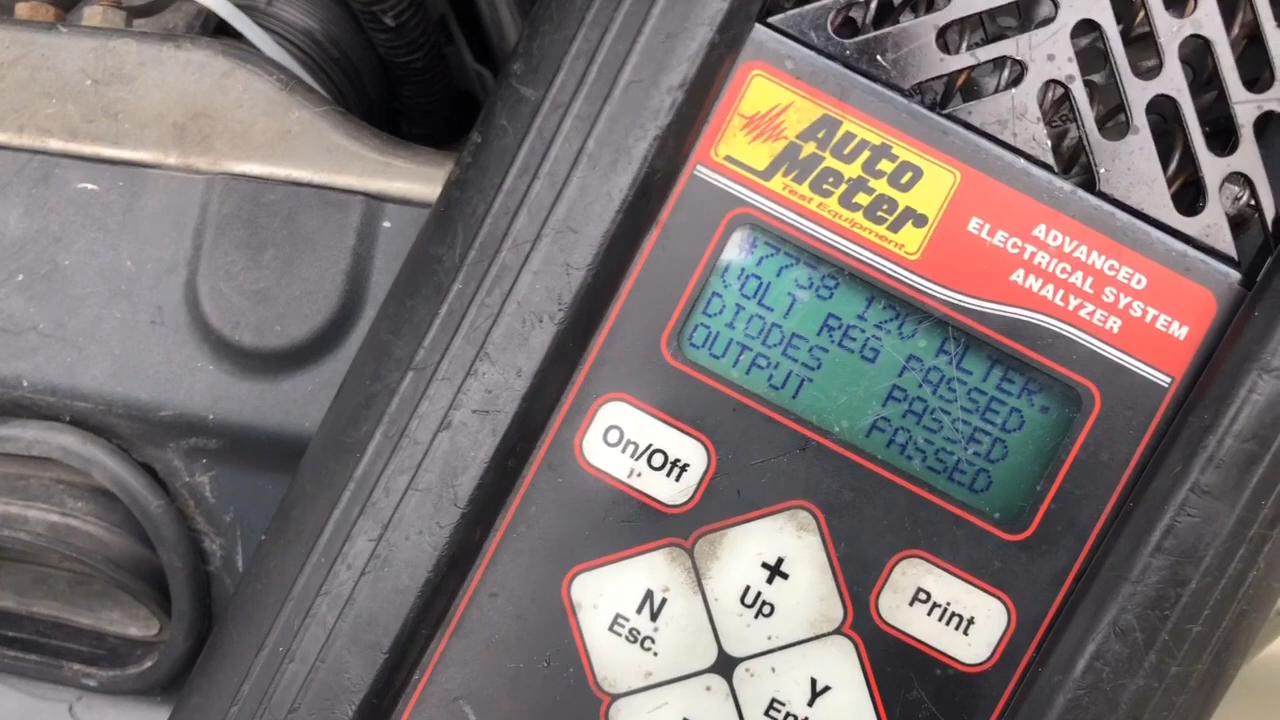 Auto
Meter
Test Equipment
ADVANCED
ELECTRICAL SYSTEM
ANALYZER
#7758 12V ALTER.
VOLT REG PASSED
DIODES PASSED
OUTPUT PASSED
On/Off
+
Up
N
Esc.
Print
Y